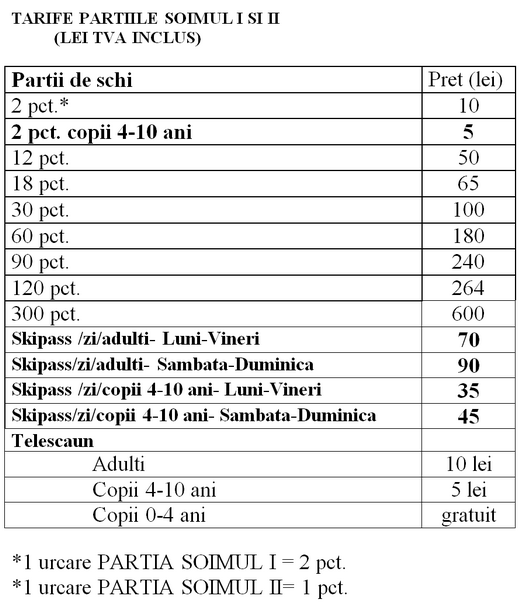 TARIFE PARTIILE SOIMUL I SI II
(LEI TVA INCLUS)
Partii de schi Pret (lei)
2 pct.* 10
2 pct. copii 4-10 ani 5
12 pct. 50
18 pct. 65
30 pct. 100
60 pct. 180
90 pct. 240
120 pct. 264
300 pct. 600
Skipass /zi/adulti- Luni-Vineri 70
Skipass/zi/adulti- Sambata-Duminica 90
Skipass /zi/copii 4-10 ani- Luni-Vineri 35
Skipass/zi/copii 4-10 ani- Sambata-Duminica 45
Telescaun
Adulti 10 lei
Copii 4-10 ani 5 lei
Copii 0-4 ani gratuit
*1 urcare PARTIA SOIMUL I = 2 pct.
*1 urcare PARTIA SOIMUL II= 1 pct.